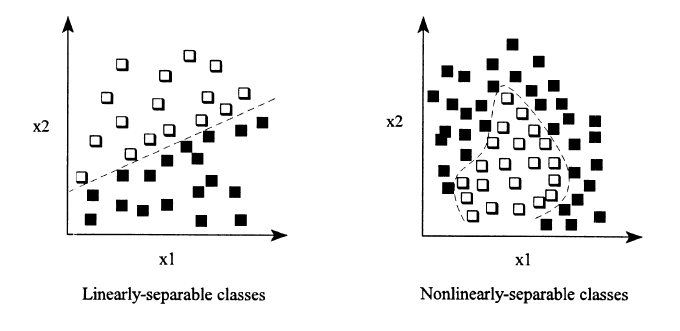 x2
x1
Linearly-separable classes
x2
x1
Nonlinearly-separable classes